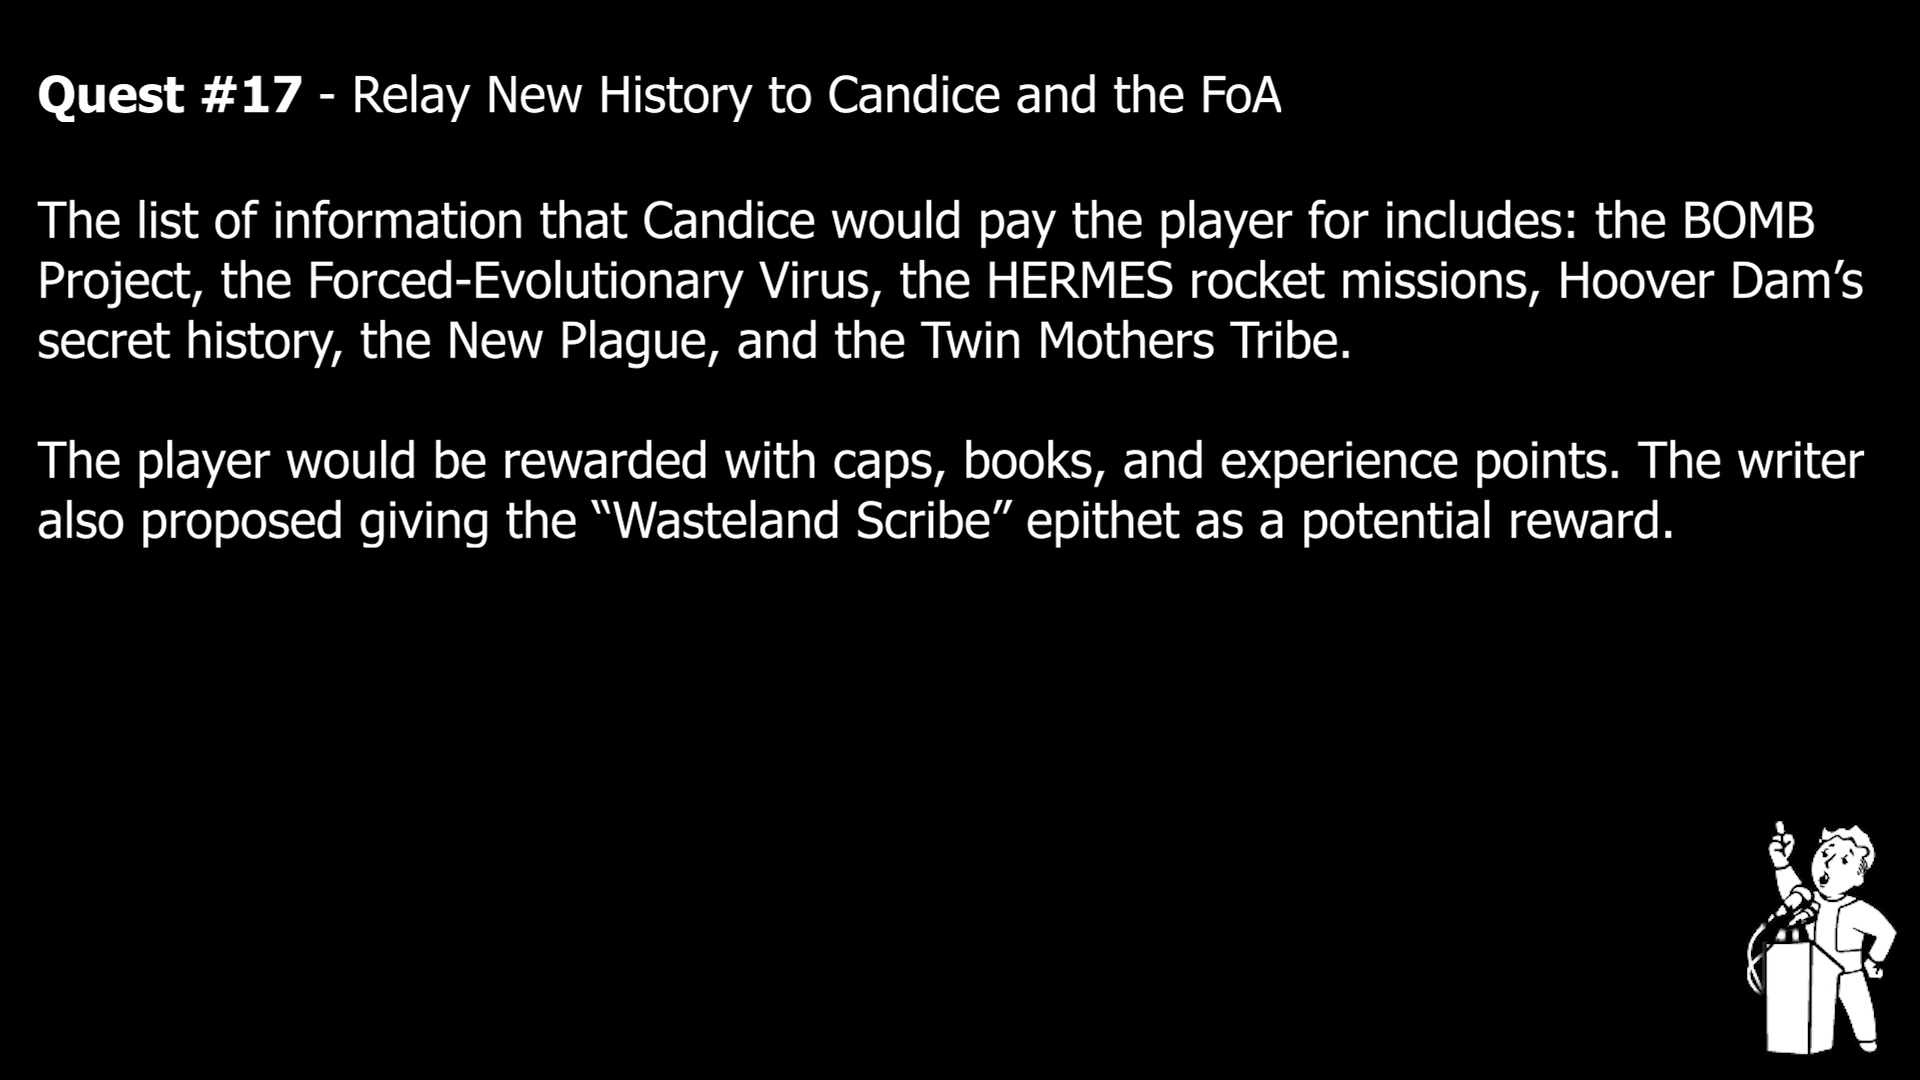 Quest #17 - Relay New History to Candice and the FoA
The list of information that Candice would pay the player for includes: the BOMB
Project, the Forced-Evolutionary Virus, the HERMES rocket missions, Hoover Dam’s
secret history, the New Plague, and the Twin Mothers Tribe.
The player would be rewarded with caps, books, and experience points. The writer
also proposed giving the “Wasteland Scribe” epithet as a potential reward.